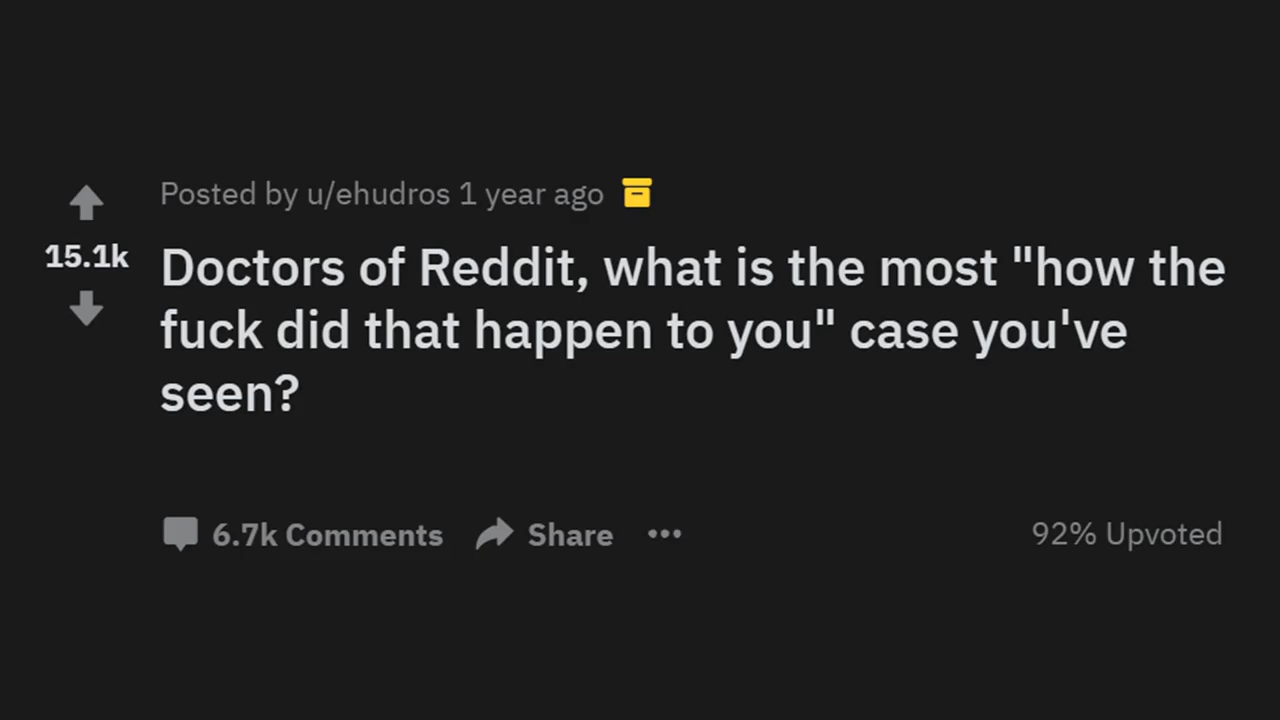 Posted by u/ehudros 1 year ago
15.1k
Doctors of Reddit, what is the most "how the
fuck did that happen to you" case you've
seen?
6.7k Comments Share ••• 92% Upvoted